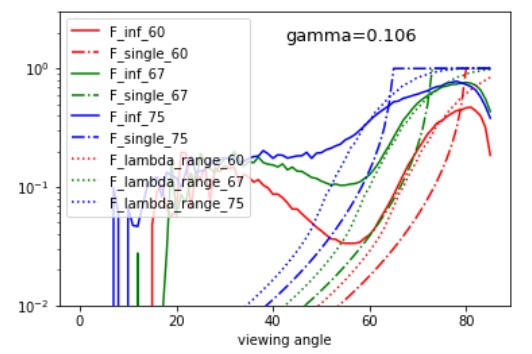 gamma=0.106
F_inf_60
F_single_60
F_inf_67
F_single_67
F_inf_75
F_single_75
F_lambda_range_60
F_lambda_range_67
F_lambda_range_75
10⁰
10⁻¹
10⁻²
0 20 40 60 80
viewing angle